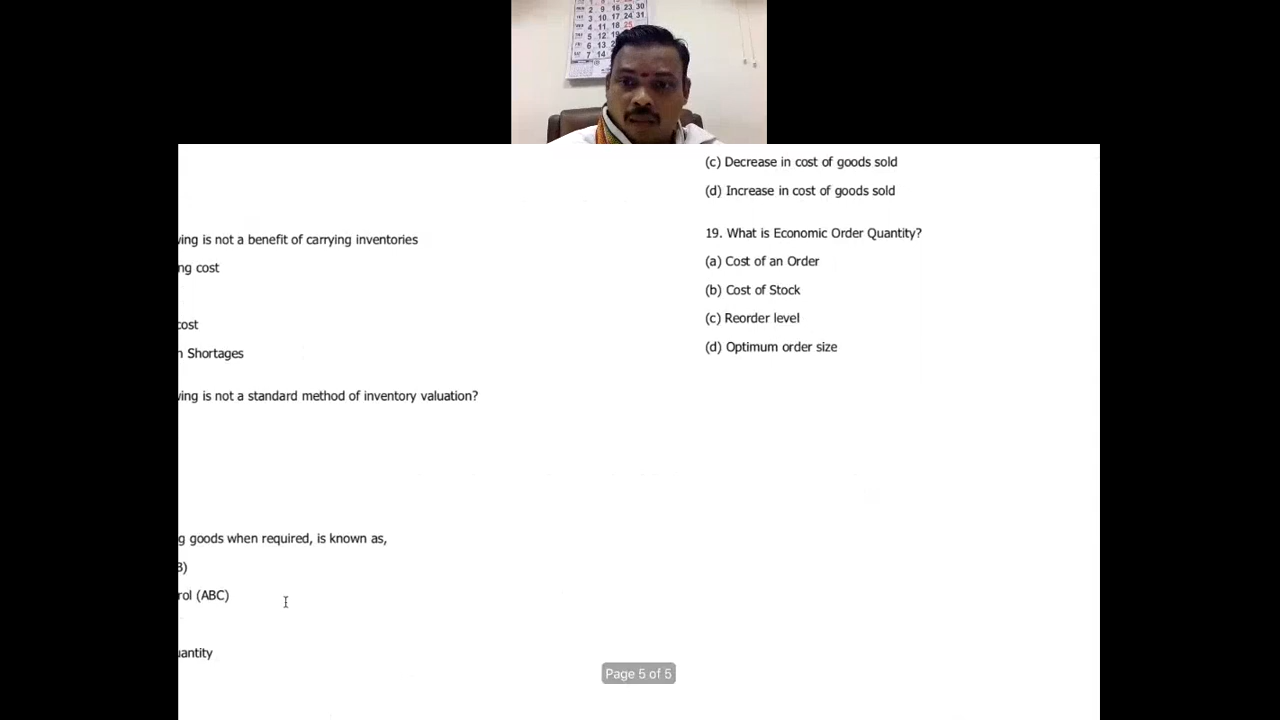 wing is not a benefit of carrying inventories
ng cost
cost
n Shortages
wing is not a standard method of inventory valuation?
g goods when required, is known as,
B)
rol (ABC)
uantity
(c) Decrease in cost of goods sold
(d) Increase in cost of goods sold
19. What is Economic Order Quantity?
(a) Cost of an Order
(b) Cost of Stock
(c) Reorder level
(d) Optimum order size
Page 5 of 5